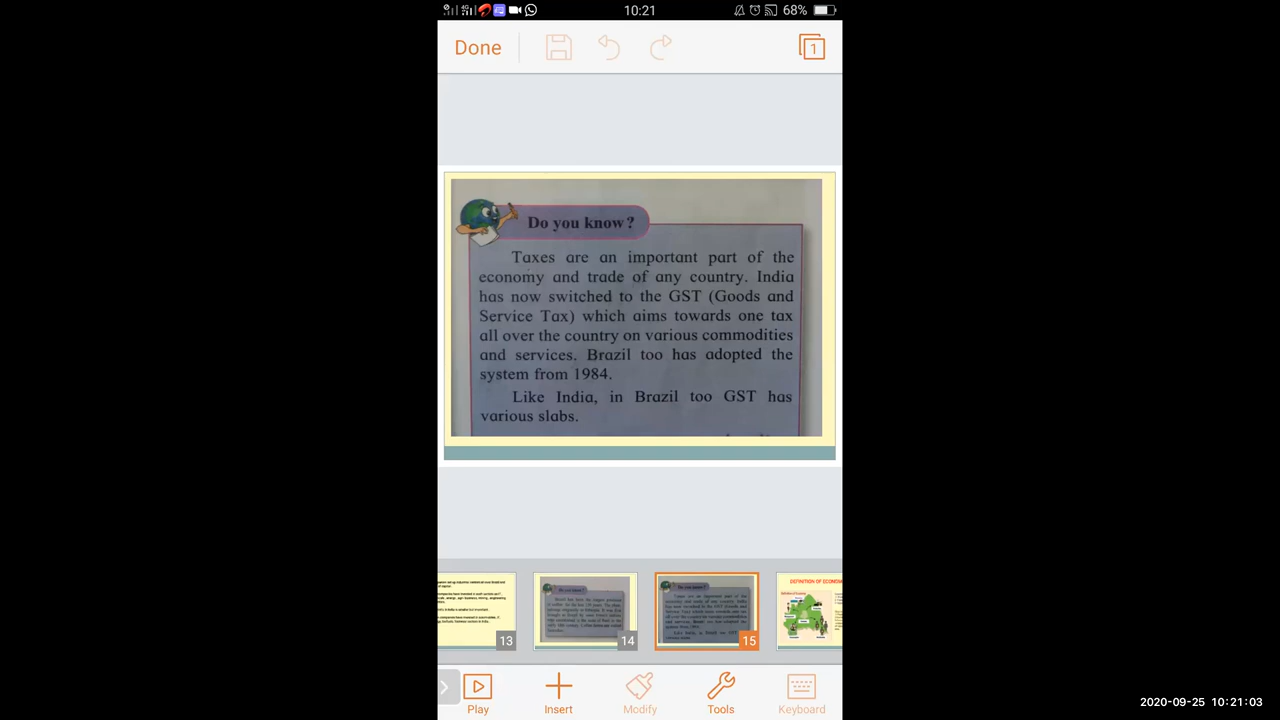 10:21
68%
Done
1
Do you know?
Taxes are an important part of the
economy and trade of any country. India
has now switched to the GST (Goods and
Service Tax) which aims towards one tax
all over the country on various commodities
and services. Brazil too has adopted the
system from 1984.
Like India, in Brazil too GST has
various slabs.
13
14
15
DEFINITION OF ECONOM
Play
Insert
Modify
Tools
Keyboard
2020-09-25 10:21:03